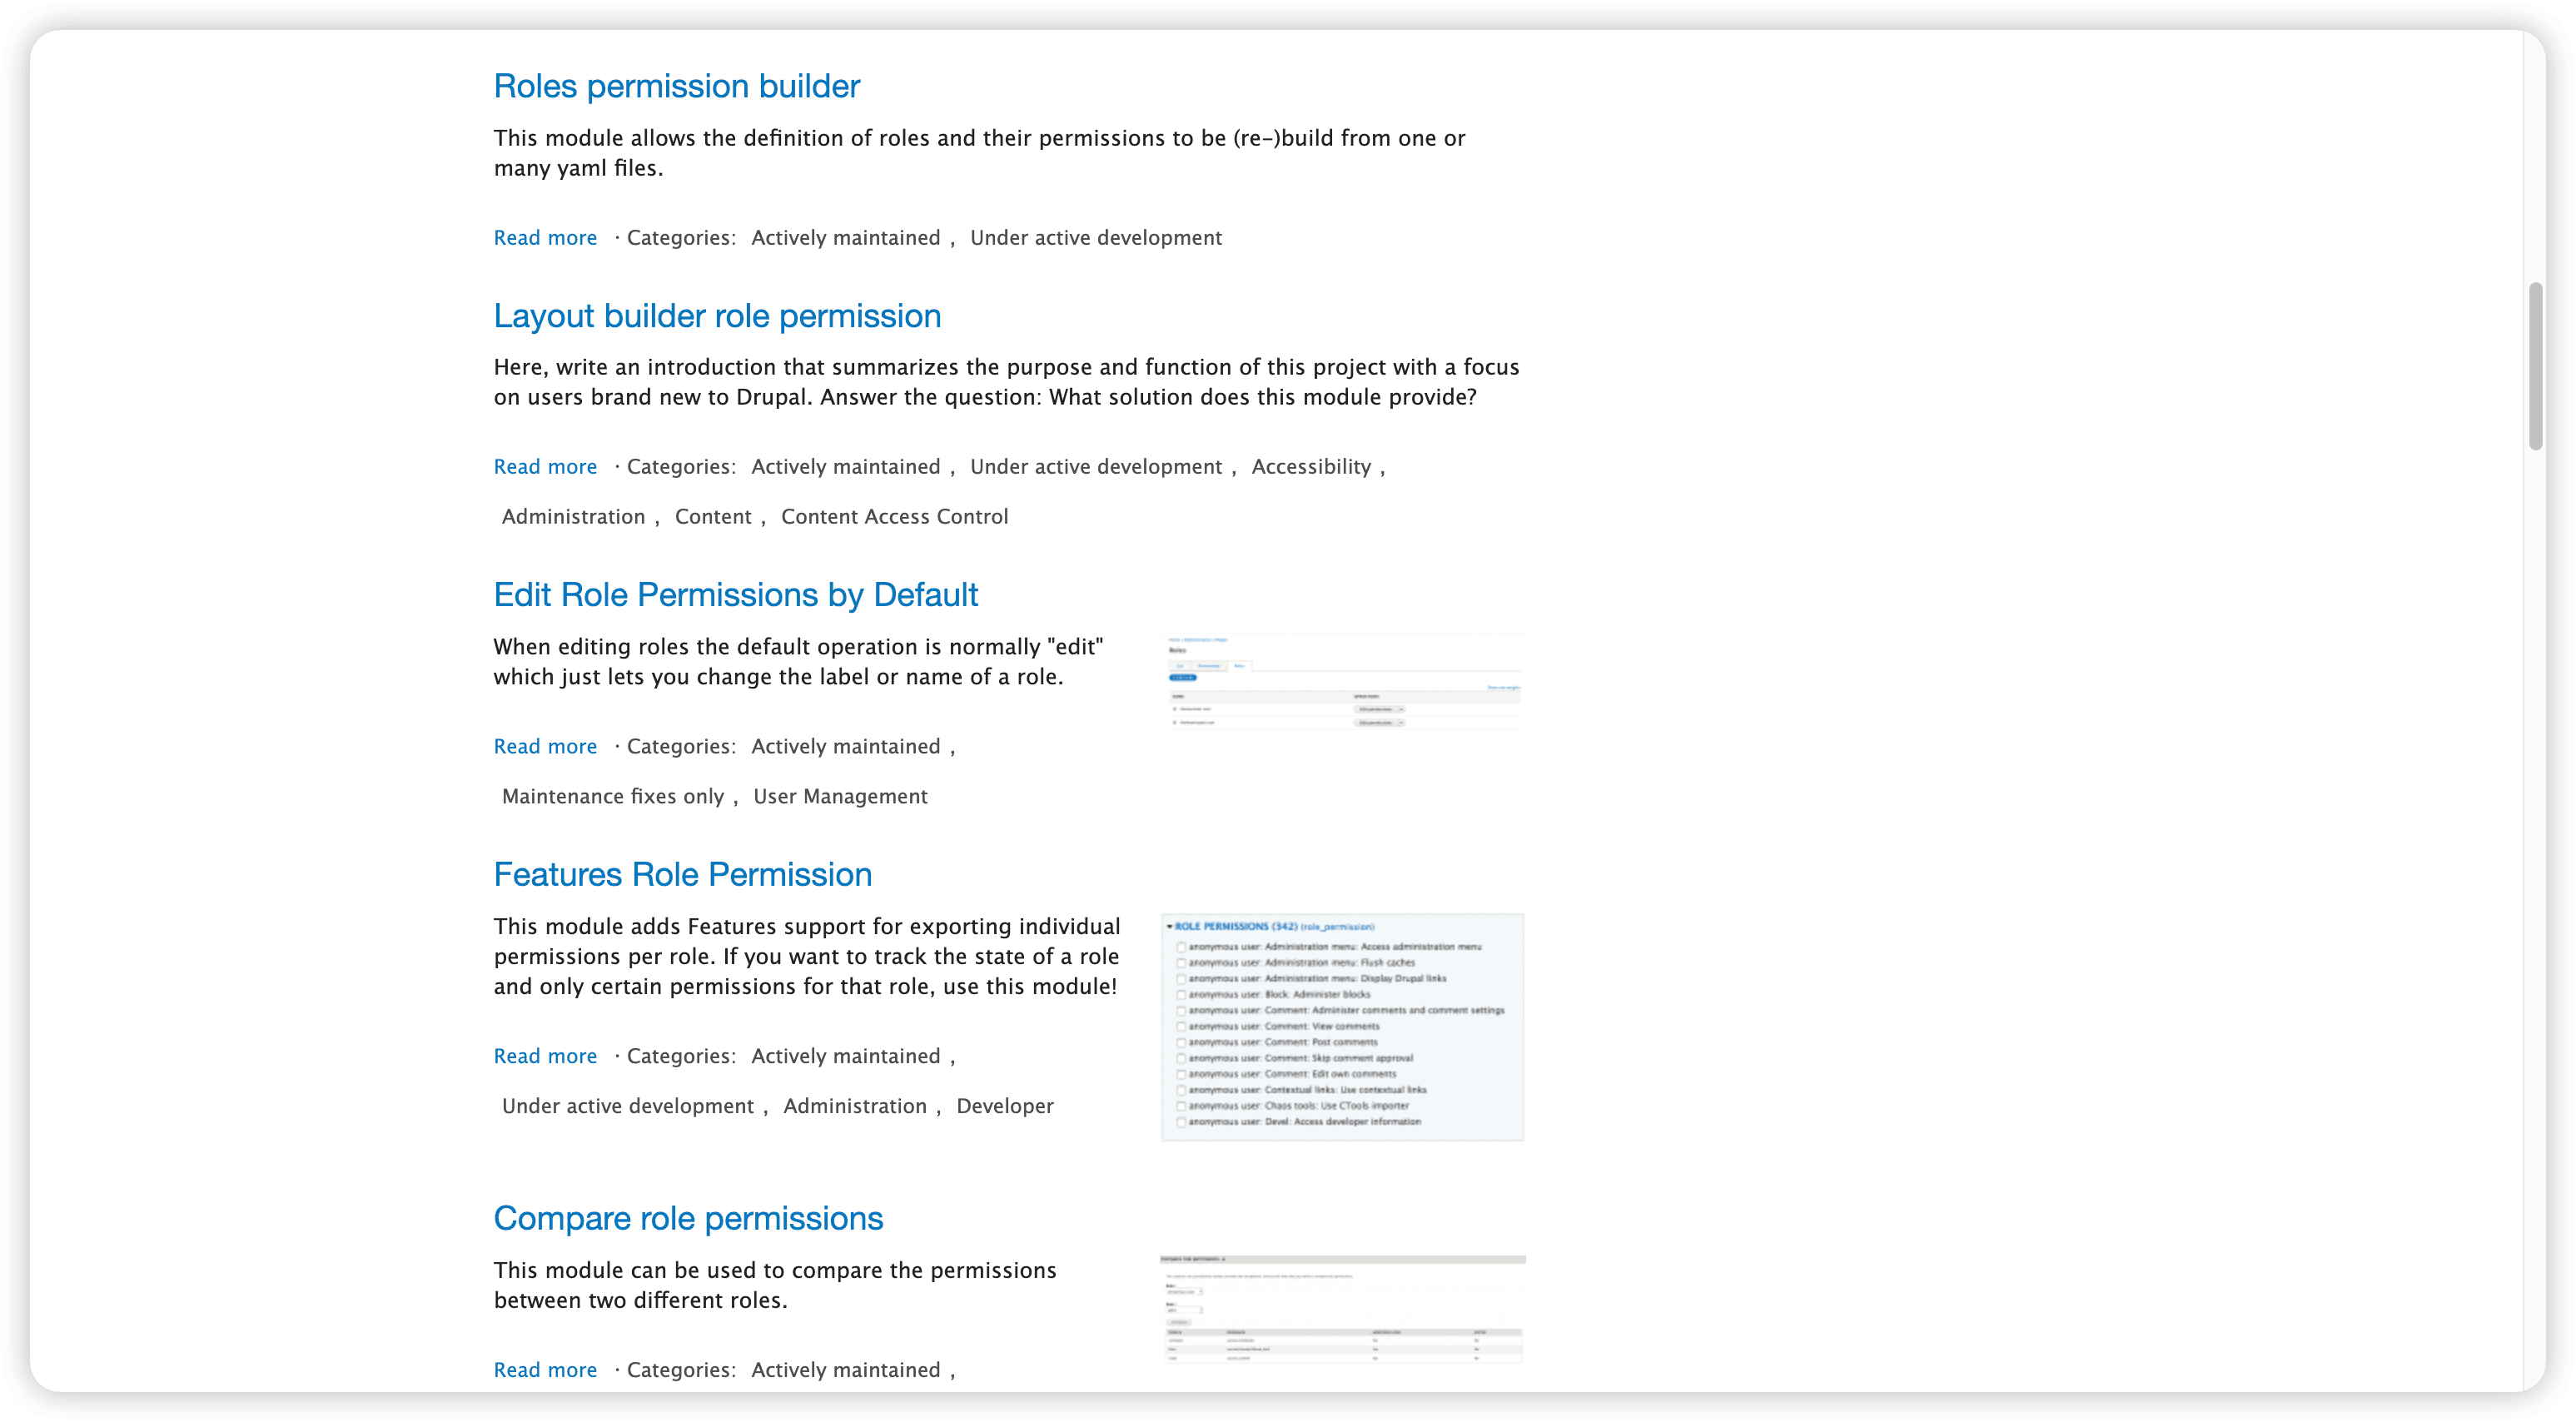 Roles permission builder
This module allows the definition of roles and their permissions to be (re-)build from one or
many yaml files.
Read more · Categories: Actively maintained , Under active development
Layout builder role permission
Here, write an introduction that summarizes the purpose and function of this project with a focus
on users brand new to Drupal. Answer the question: What solution does this module provide?
Read more · Categories: Actively maintained , Under active development , Accessibility ,
Administration , Content , Content Access Control
Edit Role Permissions by Default
When editing roles the default operation is normally "edit"
which just lets you change the label or name of a role.
Roles
Read more · Categories: Actively maintained ,
Maintenance fixes only , User Management
Features Role Permission
This module adds Features support for exporting individual
permissions per role. If you want to track the state of a role
and only certain permissions for that role, use this module!
Read more · Categories: Actively maintained ,
Under active development , Administration , Developer
ROLE PERMISSIONS (342) (role_permission)
anonymous user: Administration menu: Access administration menu
anonymous user: Administration menu: Flush caches
anonymous user: Administration menu: Display Drupal links
anonymous user: Block: Administer blocks
anonymous user: Comment: Administer comments and comment settings
anonymous user: Comment: View comments
anonymous user: Comment: Post comments
anonymous user: Comment: Skip comment approval
anonymous user: Comment: Edit own comments
anonymous user: Contextual links: Use contextual links
anonymous user: Chaos tools: Use CTools importer
anonymous user: Devel: Access developer information
Compare role permissions
This module can be used to compare the permissions
between two different roles.
Read more · Categories: Actively maintained ,